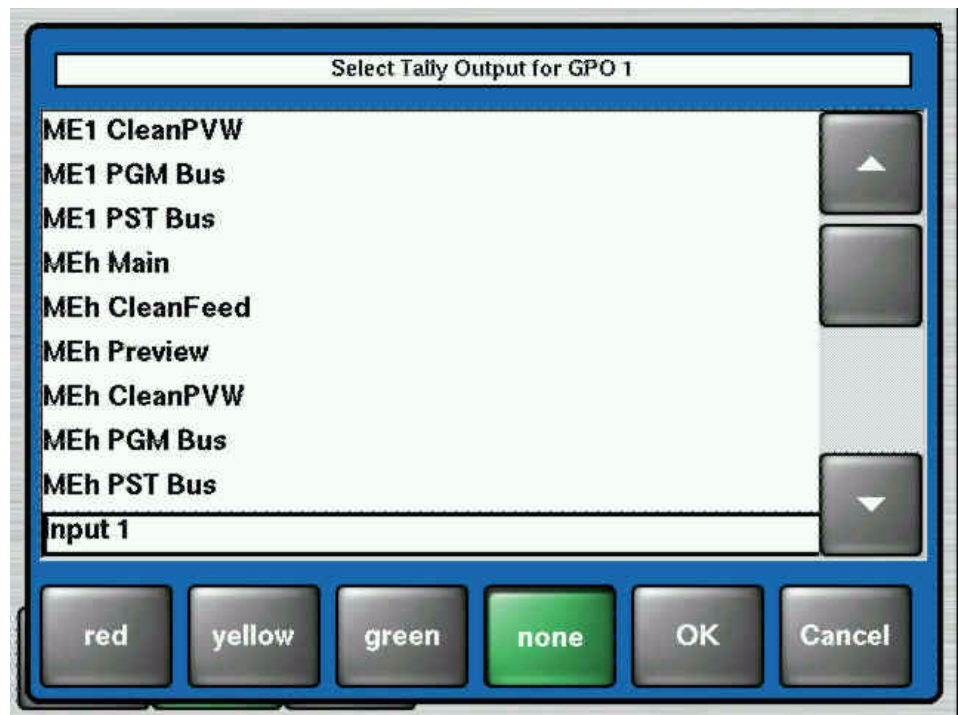 Select Tally Output for GPO 1
ME1 CleanPVW
ME1 PGM Bus
ME1 PST Bus
MEh Main
MEh CleanFeed
MEh Preview
MEh CleanPVW
MEh PGM Bus
MEh PST Bus
Input 1
red yellow green none OK Cancel